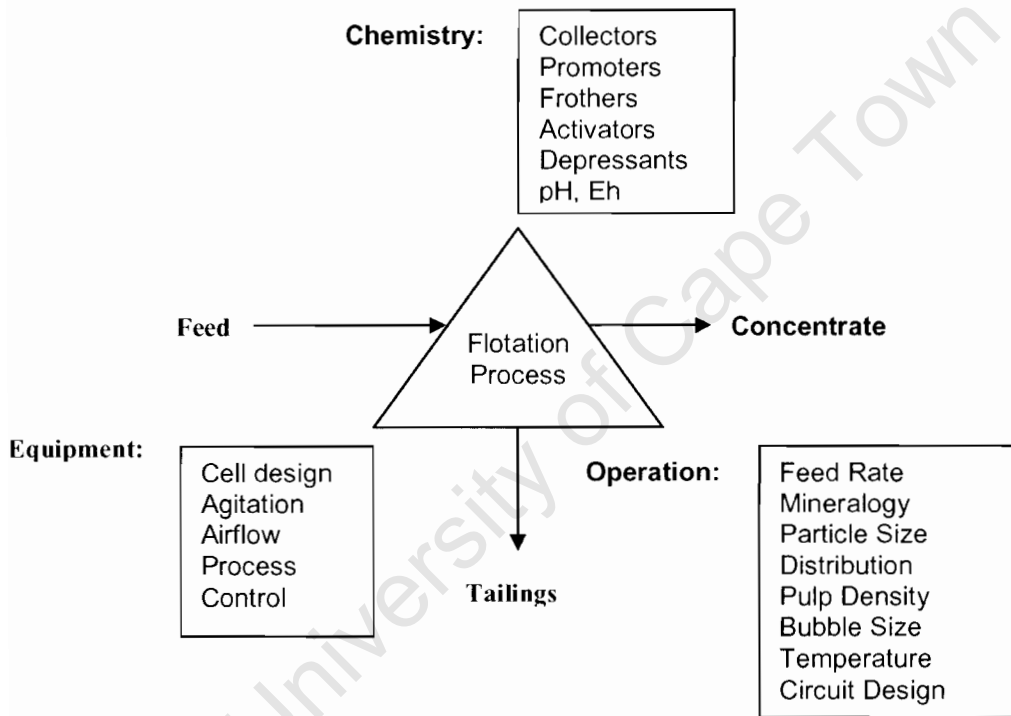 Chemistry:
Collectors
Promoters
Frothers
Activators
Depressants
pH, Eh
Feed
Flotation
Process
Concentrate
Equipment:
Cell design
Agitation
Airflow
Process
Control
Tailings
Operation:
Feed Rate
Mineralogy
Particle Size
Distribution
Pulp Density
Bubble Size
Temperature
Circuit Design
University of Cape Town